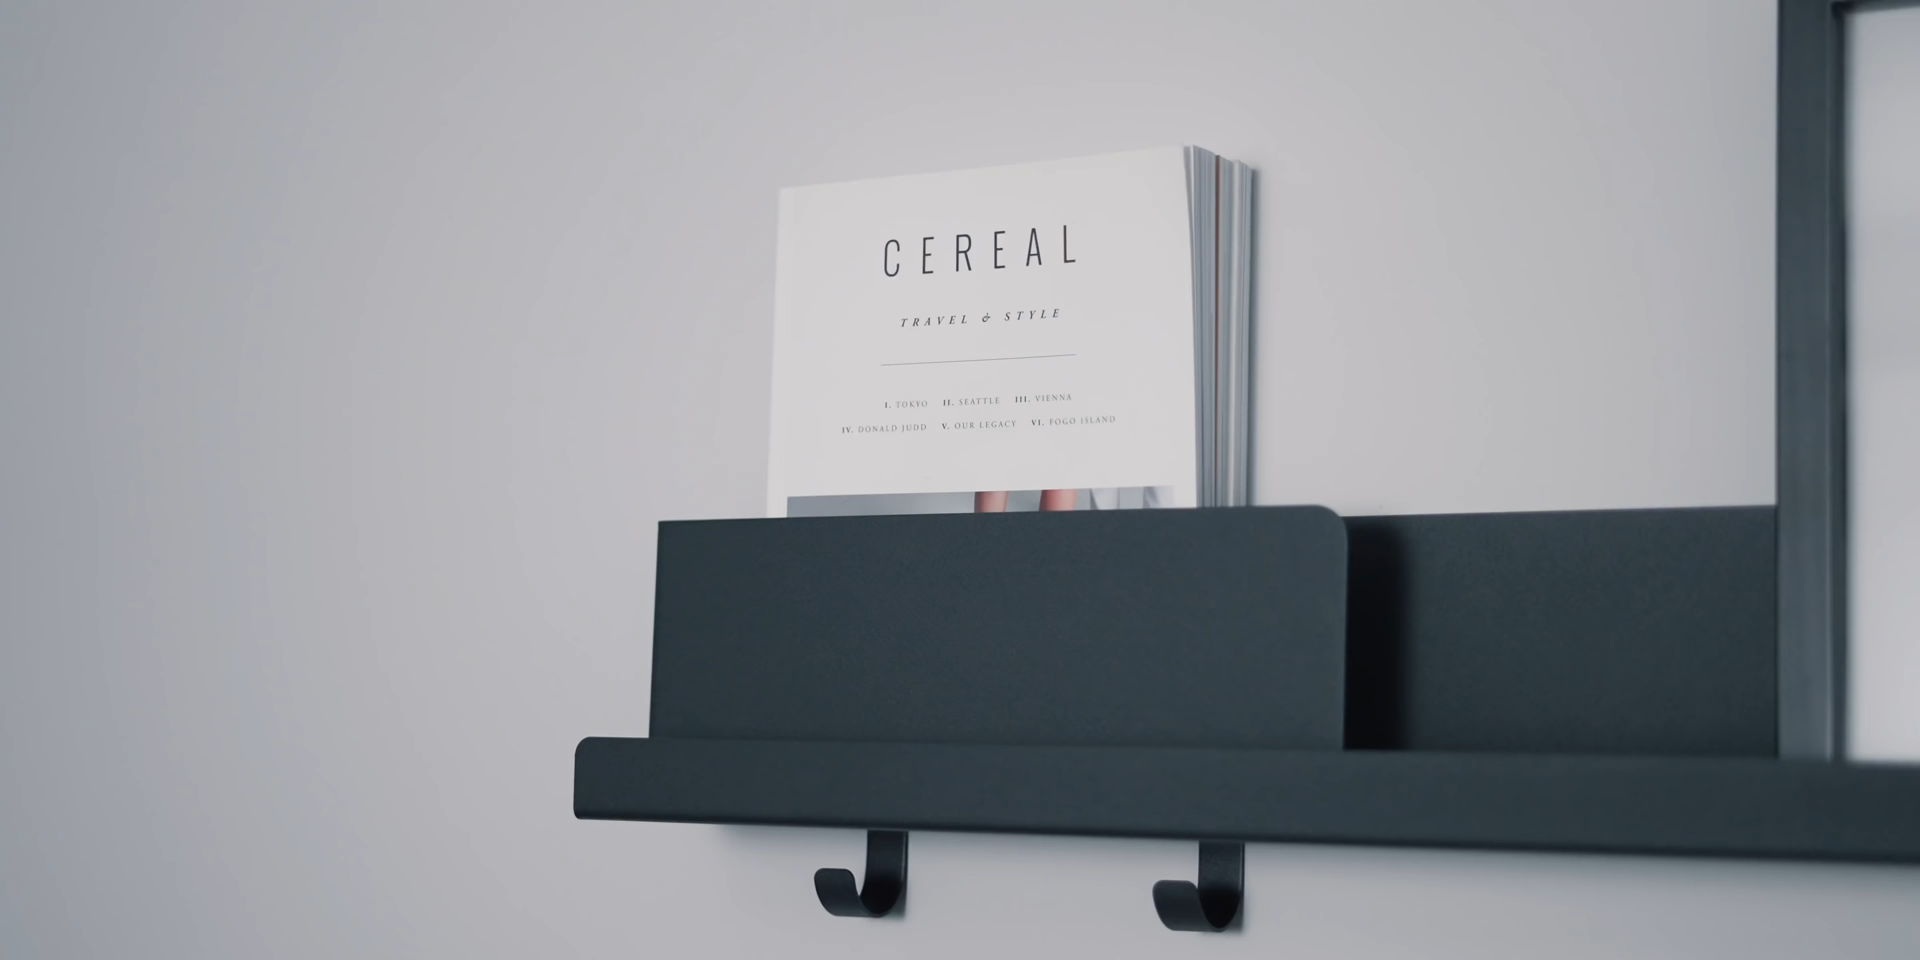 CEREAL
TRAVEL & STYLE
I. TOKYO II. SEATTLE III. VIENNA
IV. DONALD JUDD V. OUR LEGACY VI. FOGO ISLAND